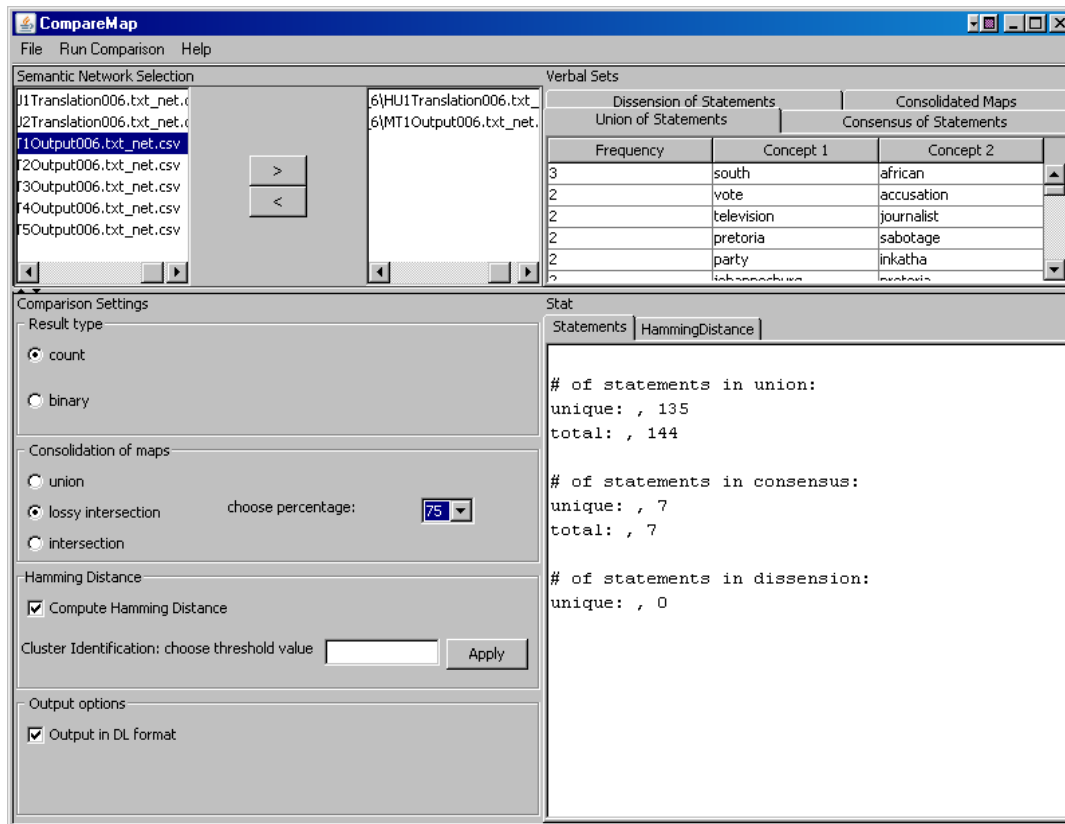 CompareMap
File Run Comparison Help
Semantic Network Selection
J1Translation006.txt_net.c
J2Translation006.txt_net.c
T1Output006.txt_net.csv
T2Output006.txt_net.csv
T3Output006.txt_net.csv
T4Output006.txt_net.csv
T5Output006.txt_net.csv
>
<
_6\HU1Translation006.txt_
_6\MT1Output006.txt_net.
Verbal Sets
Dissension of Statements Consolidated Maps
Union of Statements Consensus of Statements
Frequency Concept 1 Concept 2
3 south african
2 vote accusation
2 television journalist
2 pretoria sabotage
2 party inkatha
2 johannesburg pretoria
Comparison Settings
Result type
count
binary
Consolidation of maps
union
lossy intersection choose percentage: 75
intersection
Hamming Distance
Compute Hamming Distance
Cluster Identification: choose threshold value Apply
Output options
Output in DL format
Stat
Statements HammingDistance
# of statements in union:
unique: , 135
total: , 144
# of statements in consensus:
unique: , 7
total: , 7
# of statements in dissension:
unique: , 0